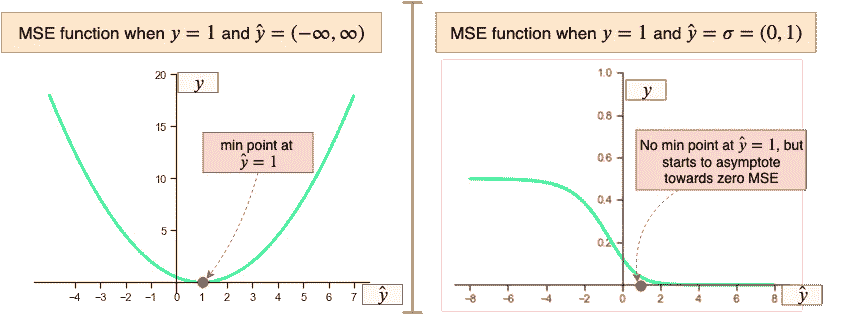 MSE function when y = 1 and ŷ = (−∞, ∞)
20
y
15
min point at
ŷ = 1
10
5
−4 −3 −2 −1 0 1 2 3 4 5 6 7
ŷ
MSE function when y = 1 and ŷ = σ = (0, 1)
1.0
y
0.8
No min point at ŷ = 1, but
starts to asymptote
towards zero MSE
0.6
0.4
0.2
−8 −6 −4 −2 0 2 4 6 8
ŷ